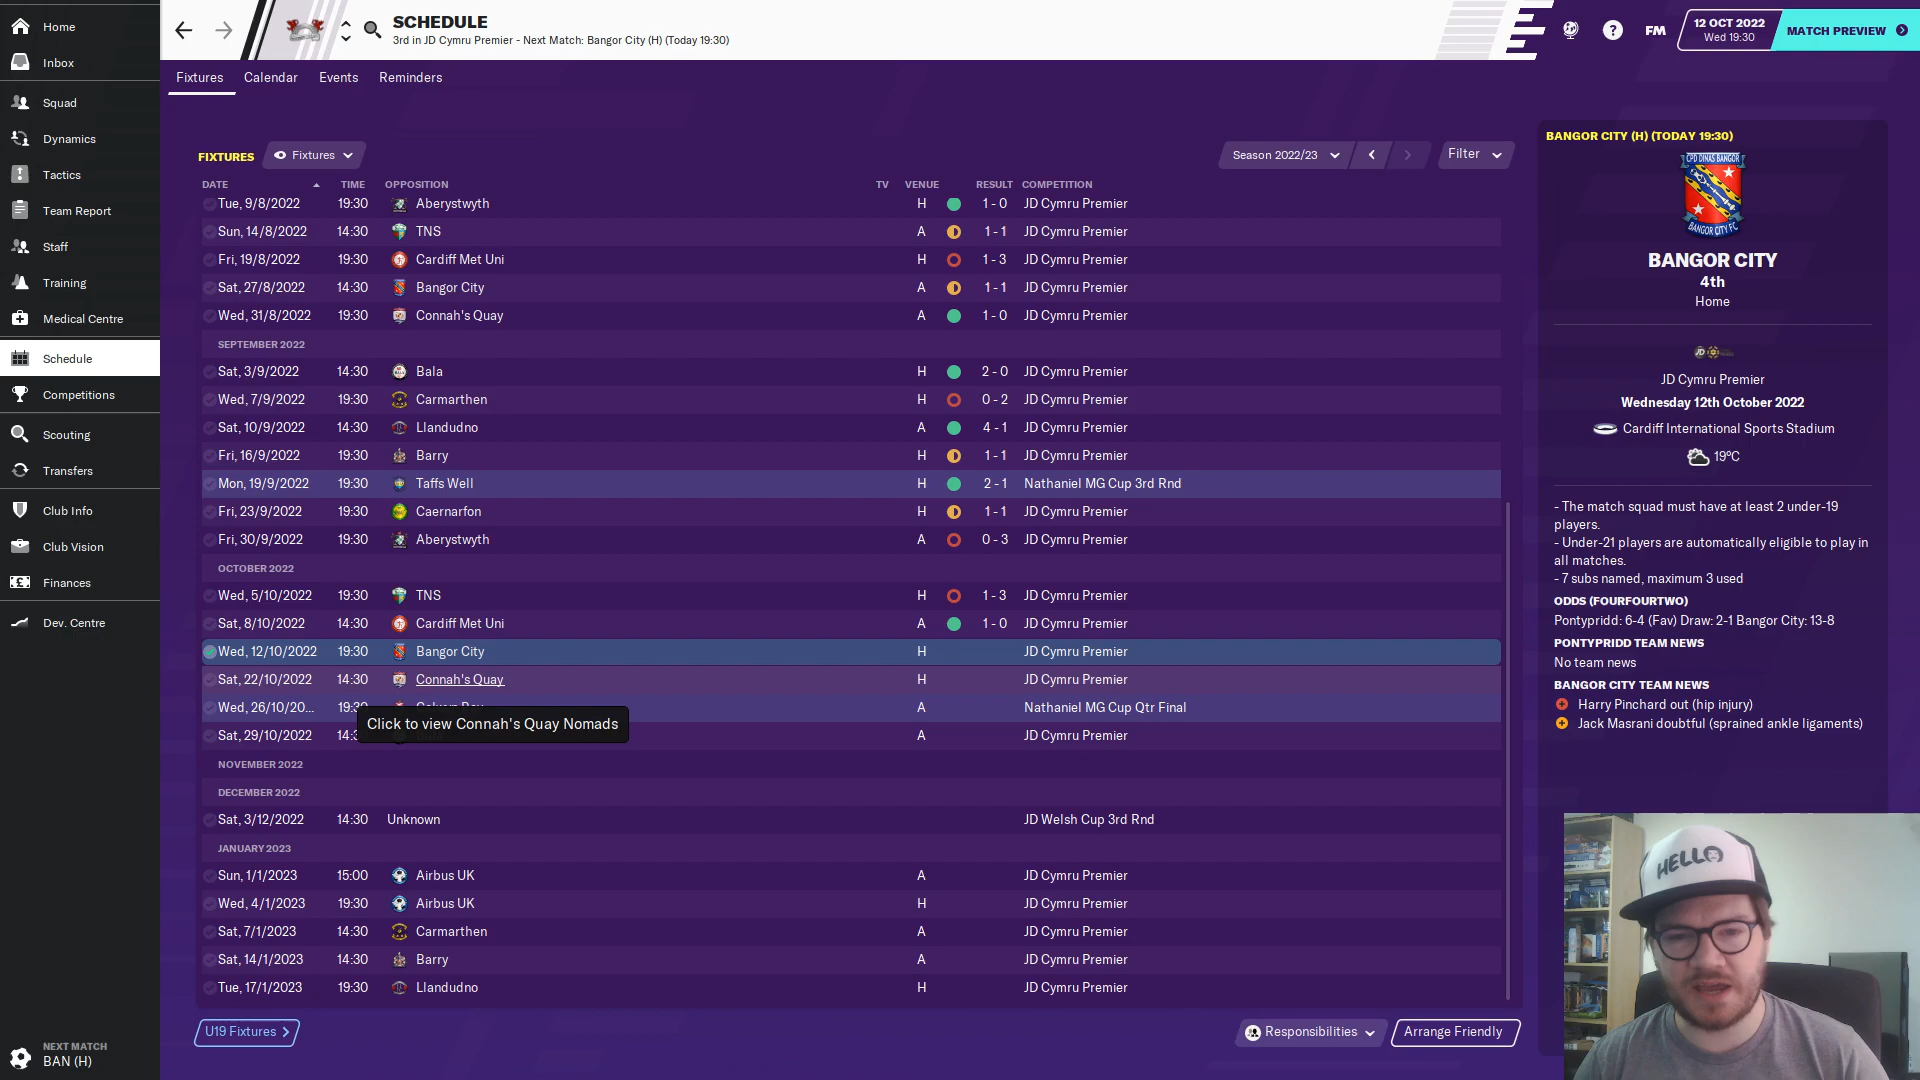 Home
Inbox
Squad
Dynamics
Tactics
Team Report
Staff
Training
Medical Centre
Schedule
Competitions
Scouting
Transfers
Club Info
Club Vision
Finances
Dev. Centre
NEXT MATCH
BAN (H)
SCHEDULE
3rd in JD Cymru Premier - Next Match: Bangor City (H) (Today 19:30)
FM
12 OCT 2022
Wed 19:30
MATCH PREVIEW
Fixtures Calendar Events Reminders
FIXTURES Fixtures Season 2022/23 Filter
DATE TIME OPPOSITION TV VENUE RESULT COMPETITION
Tue, 9/8/2022 19:30 Aberystwyth H 1 - 0 JD Cymru Premier
Sun, 14/8/2022 14:30 TNS A 1 - 1 JD Cymru Premier
Fri, 19/8/2022 19:30 Cardiff Met Uni H 1 - 3 JD Cymru Premier
Sat, 27/8/2022 14:30 Bangor City A 1 - 1 JD Cymru Premier
Wed, 31/8/2022 19:30 Connah's Quay A 1 - 0 JD Cymru Premier
SEPTEMBER 2022
Sat, 3/9/2022 14:30 Bala H 2 - 0 JD Cymru Premier
Wed, 7/9/2022 19:30 Carmarthen H 0 - 2 JD Cymru Premier
Sat, 10/9/2022 14:30 Llandudno A 4 - 1 JD Cymru Premier
Fri, 16/9/2022 19:30 Barry H 1 - 1 JD Cymru Premier
Mon, 19/9/2022 19:30 Taffs Well H 2 - 1 Nathaniel MG Cup 3rd Rnd
Fri, 23/9/2022 19:30 Caernarfon H 1 - 1 JD Cymru Premier
Fri, 30/9/2022 19:30 Aberystwyth A 0 - 3 JD Cymru Premier
OCTOBER 2022
Wed, 5/10/2022 19:30 TNS H 1 - 3 JD Cymru Premier
Sat, 8/10/2022 14:30 Cardiff Met Uni A 1 - 0 JD Cymru Premier
Wed, 12/10/2022 19:30 Bangor City H JD Cymru Premier
Sat, 22/10/2022 14:30 Connah's Quay H JD Cymru Premier
Wed, 26/10/20... A Nathaniel MG Cup Qtr Final
Click to view Connah's Quay Nomads
Sat, 29/10/2022 A JD Cymru Premier
NOVEMBER 2022
DECEMBER 2022
Sat, 3/12/2022 14:30 Unknown JD Welsh Cup 3rd Rnd
JANUARY 2023
Sun, 1/1/2023 15:00 Airbus UK A JD Cymru Premier
Wed, 4/1/2023 19:30 Airbus UK H JD Cymru Premier
Sat, 7/1/2023 14:30 Carmarthen A JD Cymru Premier
Sat, 14/1/2023 14:30 Barry A JD Cymru Premier
Tue, 17/1/2023 19:30 Llandudno H JD Cymru Premier
U19 Fixtures Responsibilities Arrange Friendly
BANGOR CITY (H) (TODAY 19:30)
CPD DINAS BANGOR
BANGOR CITY FC
BANGOR CITY
4th
Home
JD
JD Cymru Premier
Wednesday 12th October 2022
Cardiff International Sports Stadium
19°C
- The match squad must have at least 2 under-19
players.
- Under-21 players are automatically eligible to play in
all matches.
- 7 subs named, maximum 3 used
ODDS (FOURFOURTWO)
Pontypridd: 6-4 (Fav) Draw: 2-1 Bangor City: 13-8
PONTYPRIDD TEAM NEWS
No team news
BANGOR CITY TEAM NEWS
Harry Pinchard out (hip injury)
Jack Masrani doubtful (sprained ankle ligaments)
HELLO